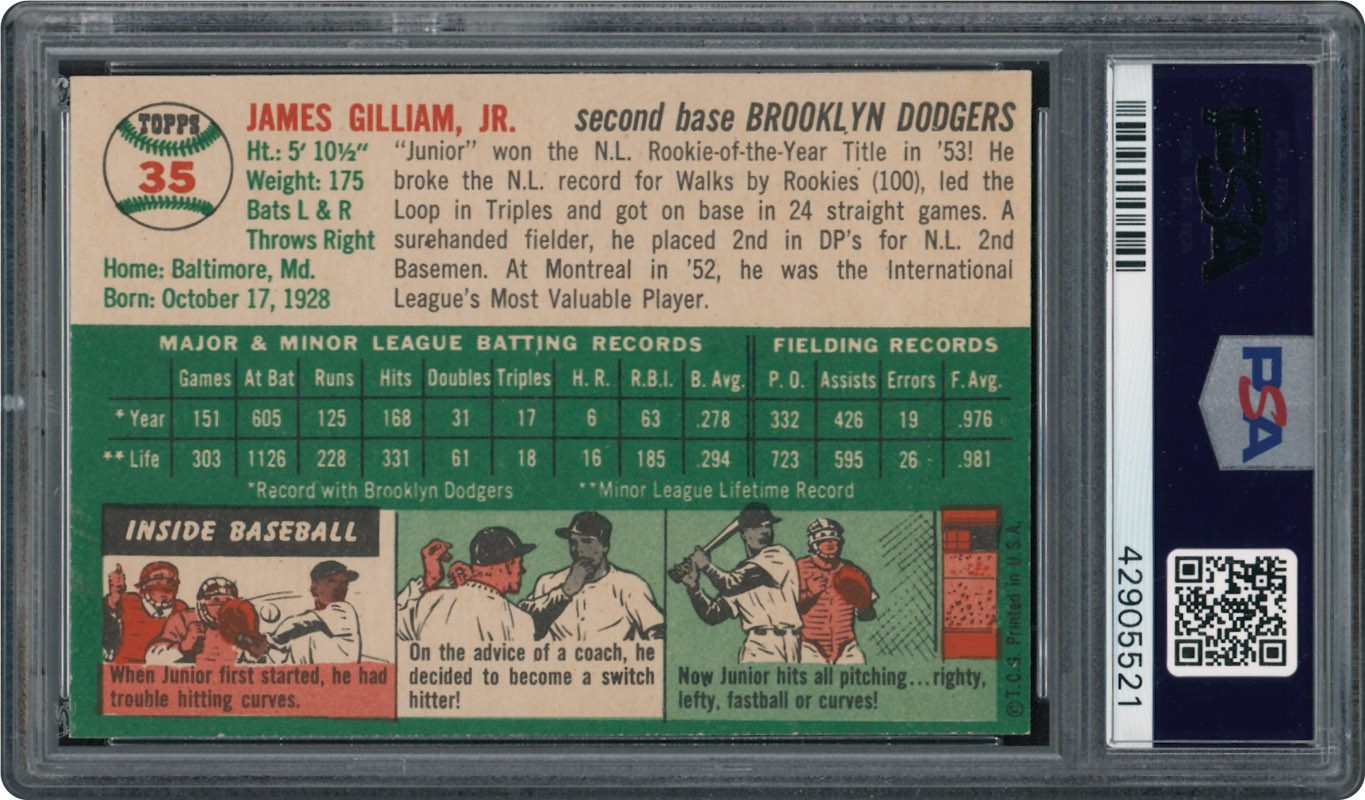 TOPPS
35
JAMES GILLIAM, JR. second base BROOKLYN DODGERS
Ht.: 5' 10½"
Weight: 175
Bats L & R
Throws Right
Home: Baltimore, Md.
Born: October 17, 1928
"Junior" won the N.L. Rookie-of-the-Year Title in '53! He
broke the N.L. record for Walks by Rookies (100), led the
Loop in Triples and got on base in 24 straight games. A
surehanded fielder, he placed 2nd in DP's for N.L. 2nd
Basemen. At Montreal in '52, he was the International
League's Most Valuable Player.
MAJOR & MINOR LEAGUE BATTING RECORDS FIELDING RECORDS
Games At Bat Runs Hits Doubles Triples H. R. R.B.I. B. Avg. P. O. Assists Errors F. Avg.
* Year 151 605 125 168 31 17 6 63 .278 332 426 19 .976
** Life 303 1126 228 331 61 18 16 185 .294 723 595 26 .981
*Record with Brooklyn Dodgers **Minor League Lifetime Record
INSIDE BASEBALL
When Junior first started, he had
trouble hitting curves.
On the advice of a coach, he
decided to become a switch
hitter!
Now Junior hits all pitching...righty,
lefty, fastball or curves!
© T.C.G. Printed in U.S.A.
PSA
PSA
42905521